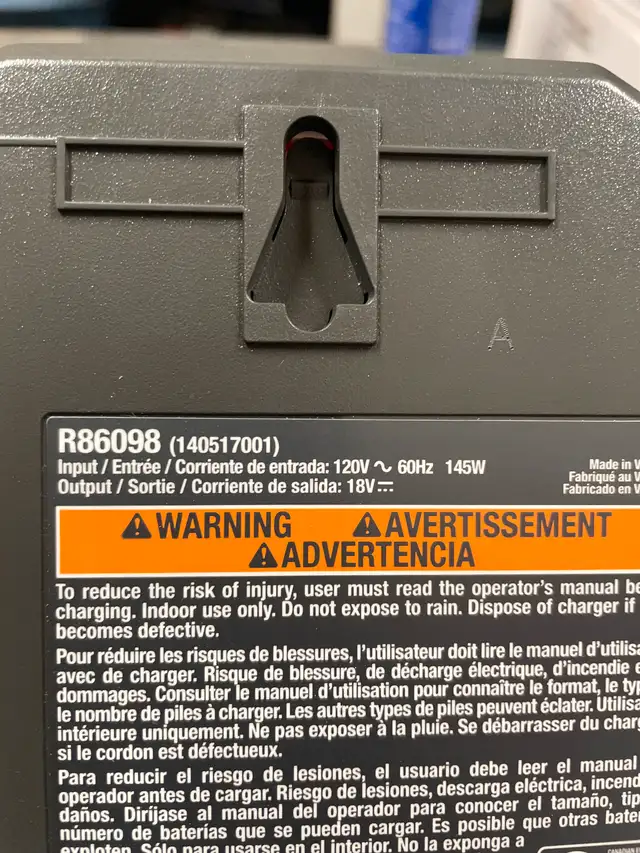 A
R86098 (140517001)
Input / Entrée / Corriente de entrada: 120V ∿ 60Hz 145W
Output / Sortie / Corriente de salida: 18V⎓
Made in V
Fabriqué au V
Fabricado en V
⚠WARNING ⚠AVERTISSEMENT
⚠ADVERTENCIA
To reduce the risk of injury, user must read the operator's manual be
charging. Indoor use only. Do not expose to rain. Dispose of charger if
becomes defective.
Pour réduire les risques de blessures, l'utilisateur doit lire le manuel d'utilisa
avec de charger. Risque de blessure, de décharge électrique, d'incendie e
dommages. Consulter le manuel d'utilisation pour connaître le format, le typ
le nombre de piles à charger. Les autres types de piles peuvent éclater. Utilisa
intérieure uniquement. Ne pas exposer à la pluie. Se débarrasser du charg
si le cordon est défectueux.
Para reducir el riesgo de lesiones, el usuario debe leer el manual
operador antes de cargar. Riesgo de lesiones, descarga eléctrica, incend
daños. Diríjase al manual del operador para conocer el tamaño, tip
número de baterías que se pueden cargar. Es posible que otras bater
exploten. Sólo para usarse en el interior. No la exponga a